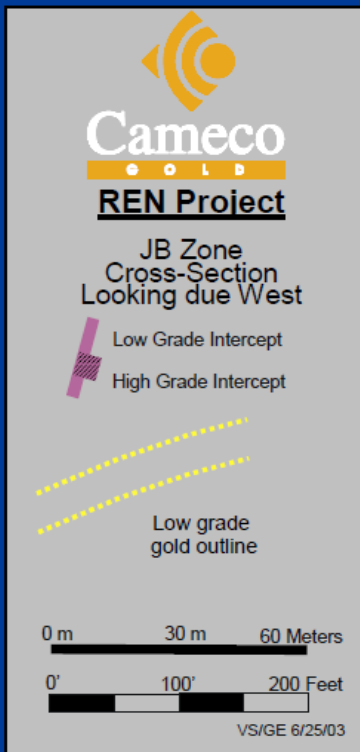 Cameco
GOLD
REN Project
JB Zone
Cross-Section
Looking due West
Low Grade Intercept
High Grade Intercept
Low grade
gold outline
0 m 30 m 60 Meters
0' 100' 200 Feet
VS/GE 6/25/03